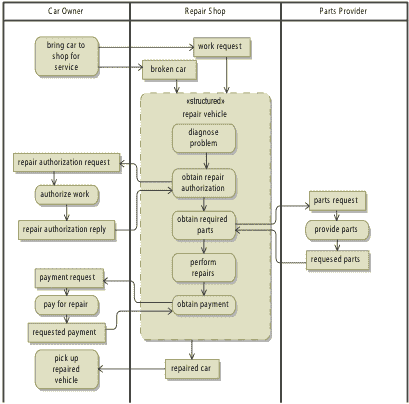 Car Owner
Repair Shop
Parts Provider
bring car to
shop for
service
work request
broken car
«structured»
repair vehicle
diagnose
problem
repair authorization request
obtain repair
authorization
authorize work
parts request
repair authorization reply
obtain required
parts
provide parts
requesed parts
perform
repairs
payment request
pay for repair
obtain payment
requested payment
pick up
repaired
vehicle
repaired car